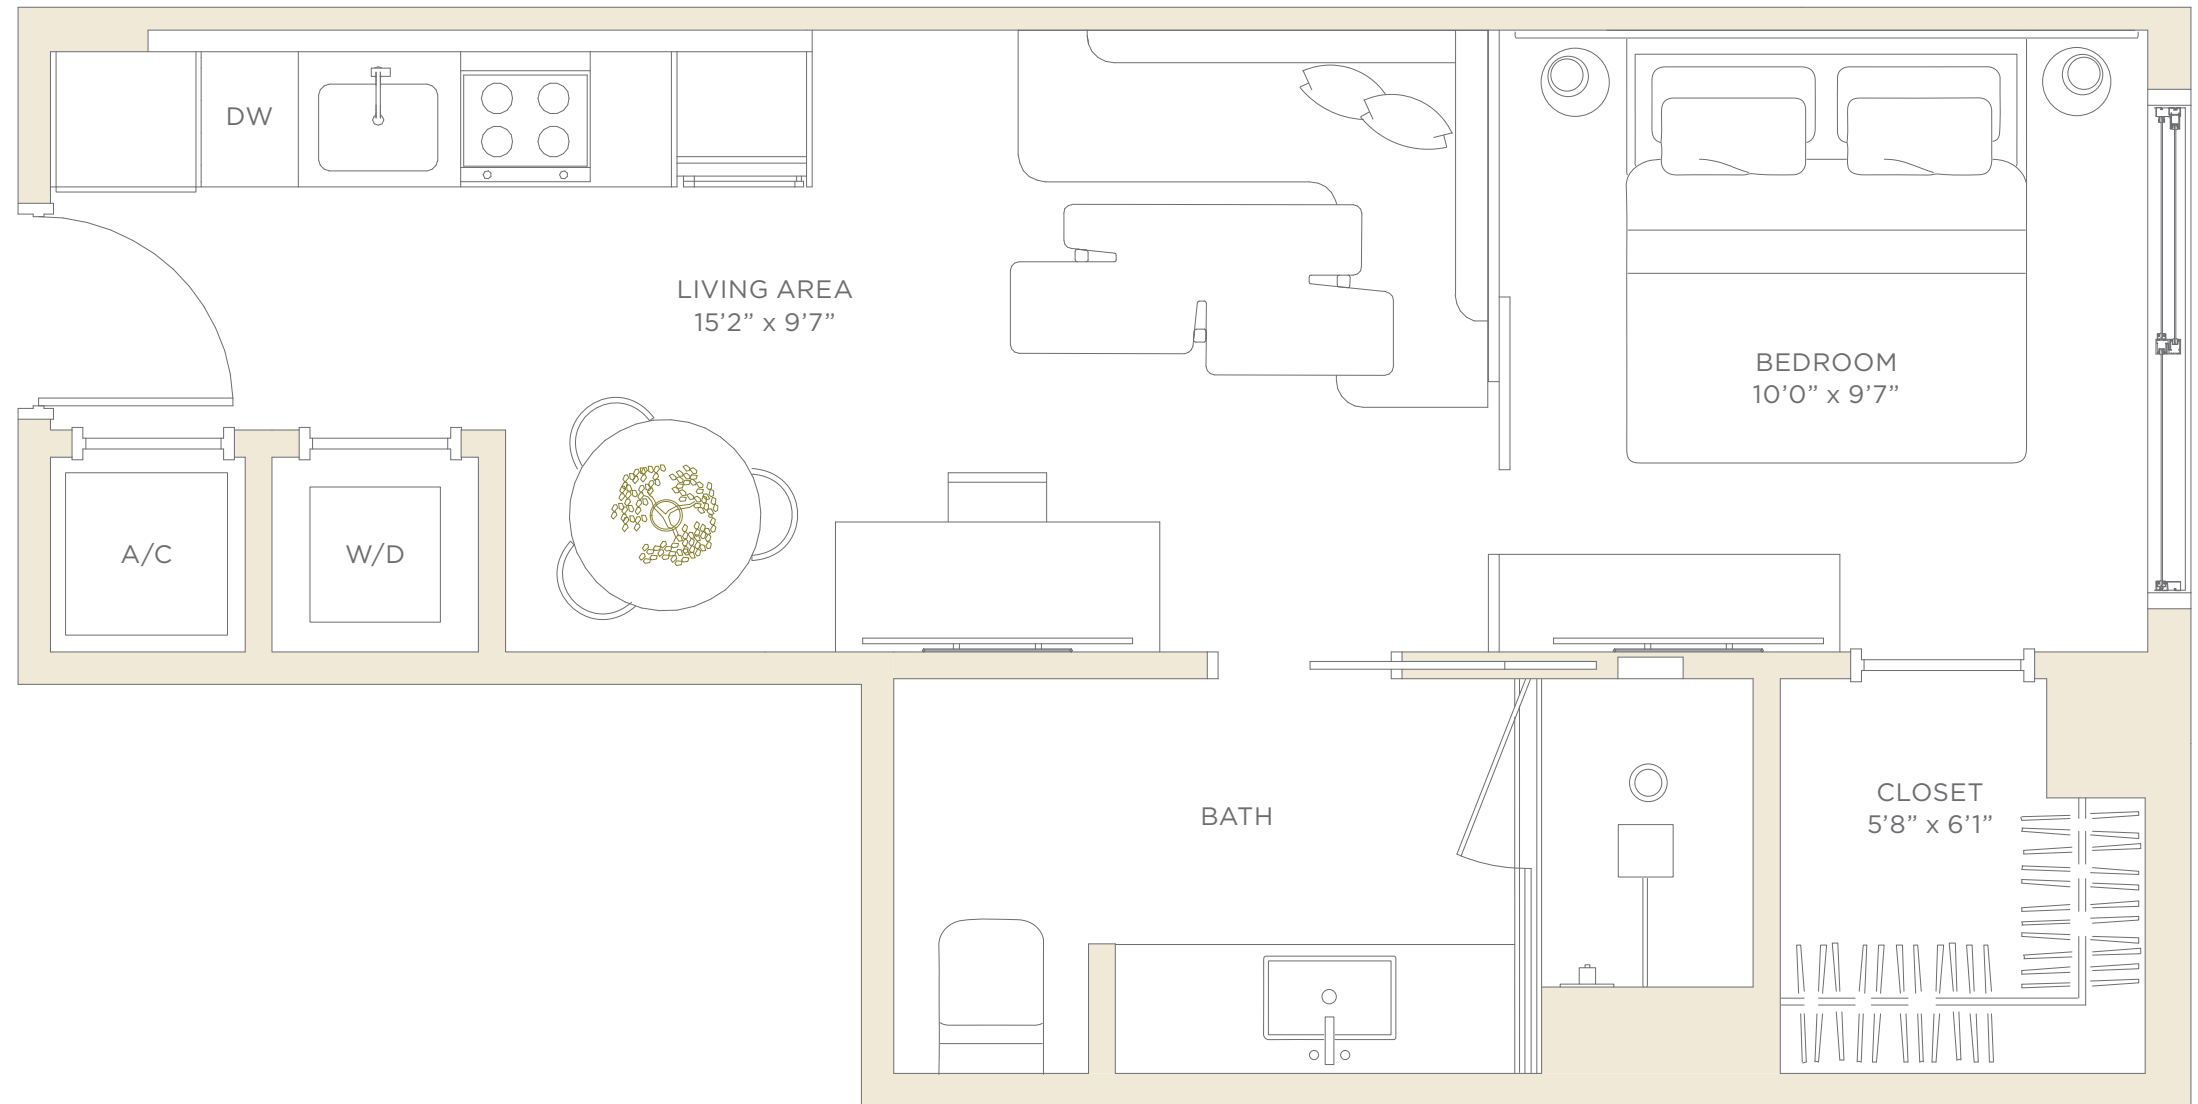 DW
LIVING AREA
15’2” x 9’7”
BEDROOM
10’0” x 9’7”
A/C
W/D
BATH
CLOSET
5’8” x 6’1”